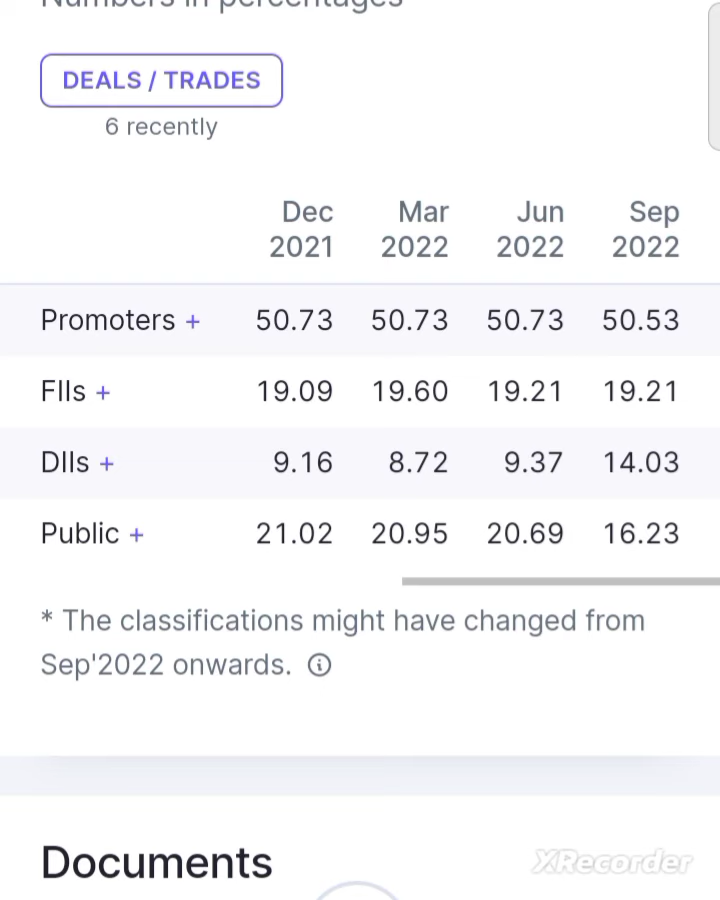 Numbers in percentages
DEALS / TRADES
6 recently
Dec Mar Jun Sep
2021 2022 2022 2022
Promoters + 50.73 50.73 50.73 50.53
FIIs + 19.09 19.60 19.21 19.21
DIIs + 9.16 8.72 9.37 14.03
Public + 21.02 20.95 20.69 16.23
* The classifications might have changed from
Sep'2022 onwards.
Documents
XRecorder